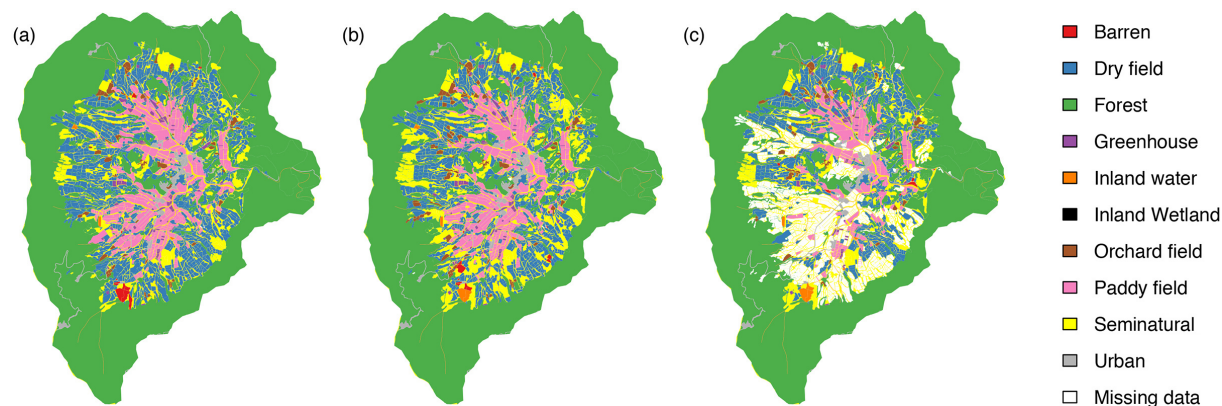 (a)
(b)
(c)
Barren
Dry field
Forest
Greenhouse
Inland water
Inland Wetland
Orchard field
Paddy field
Seminatural
Urban
Missing data